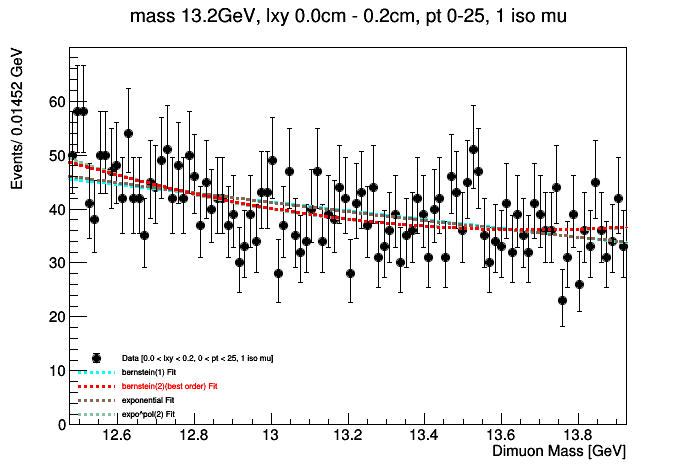 mass 13.2GeV, lxy 0.0cm - 0.2cm, pt 0-25, 1 iso mu
Events/ 0.01452 GeV
60
50
40
30
20
10
0
Data [0.0 < lxy < 0.2, 0 < pt < 25, 1 iso mu]
bernstein(1) Fit
bernstein(2)(best order) Fit
exponential Fit
expo^pol(2) Fit
12.6 12.8 13 13.2 13.4 13.6 13.8
Dimuon Mass [GeV]